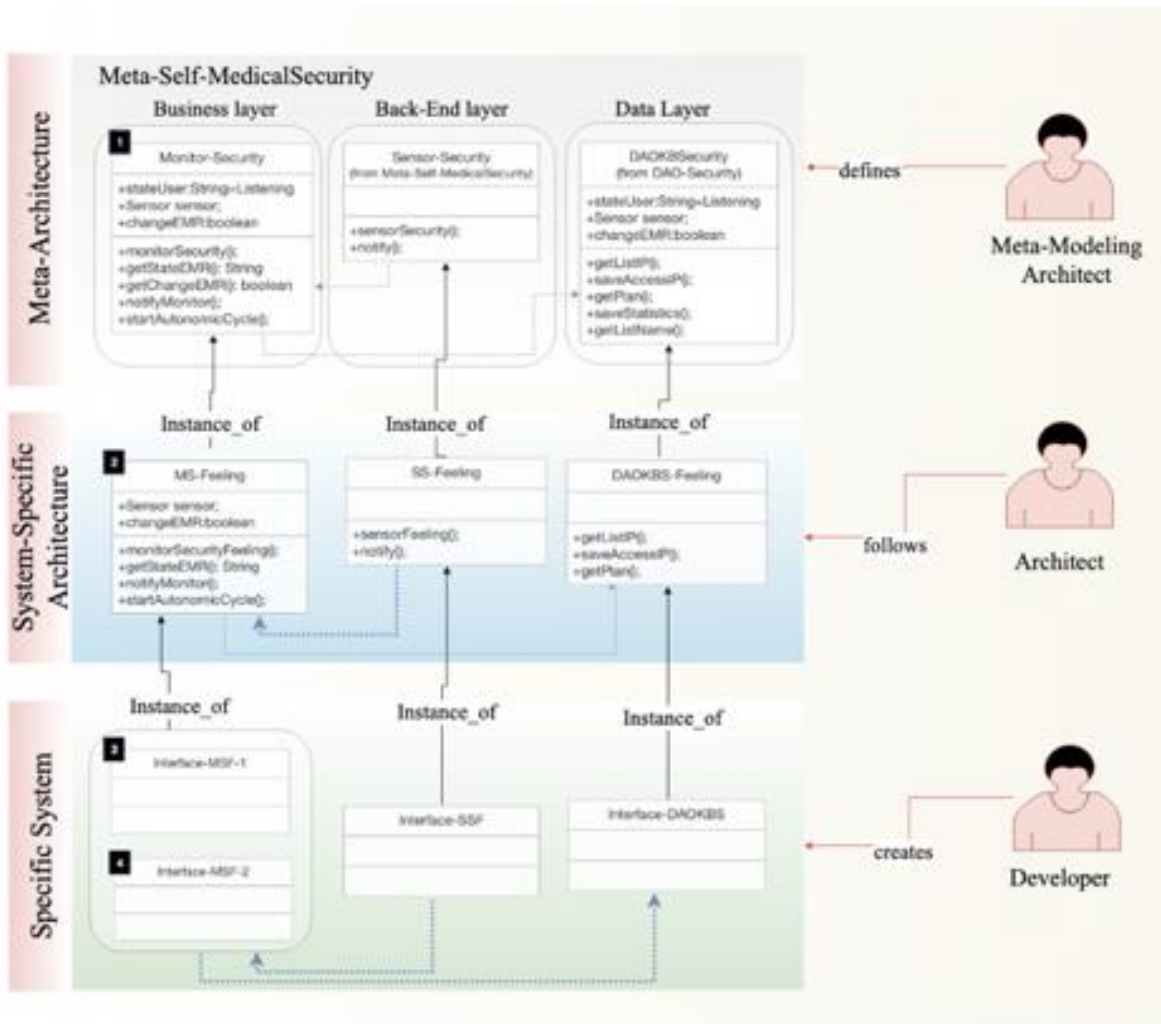 Meta-Architecture
Meta-Self-MedicalSecurity
Business layer
Back-End layer
Data Layer
1
Monitor-Security
+stateUser:String=Listening
+Sensor sensor;
+changeEMR:boolean
+monitorSecurity();
+getStateEMR(): String
+getChangeEMR(): boolean
+notifyMonitor();
+startAutonomicCycle();
Sensor-Security
(from Meta-Self-MedicalSecurity)
+sensorSecurity();
+notify();
DAOKBSecurity
(from DAO-Security)
+stateUser:String=Listening
+Sensor sensor;
+changeEMR:boolean
+getListIP();
+saveAccessIP();
+getPlan();
+saveStatistics();
+getListName();
defines
Meta-Modeling
Architect
Instance_of
Instance_of
Instance_of
System-Specific
Architecture
2
MS-Feeling
+Sensor sensor;
+changeEMR:boolean
+monitorSecurityFeeling();
+getStateEMR(): String
+notifyMonitor();
+startAutonomicCycle();
SS-Feeling
+sensorFeeling();
+notify();
DAOKBS-Feeling
+getListIP();
+saveAccessIP();
+getPlan();
follows
Architect
Instance_of
Instance_of
Instance_of
Specific System
3
Interface-MSF-1
4
Interface-MSF-2
Interface-SSF
Interface-DAOKBS
creates
Developer